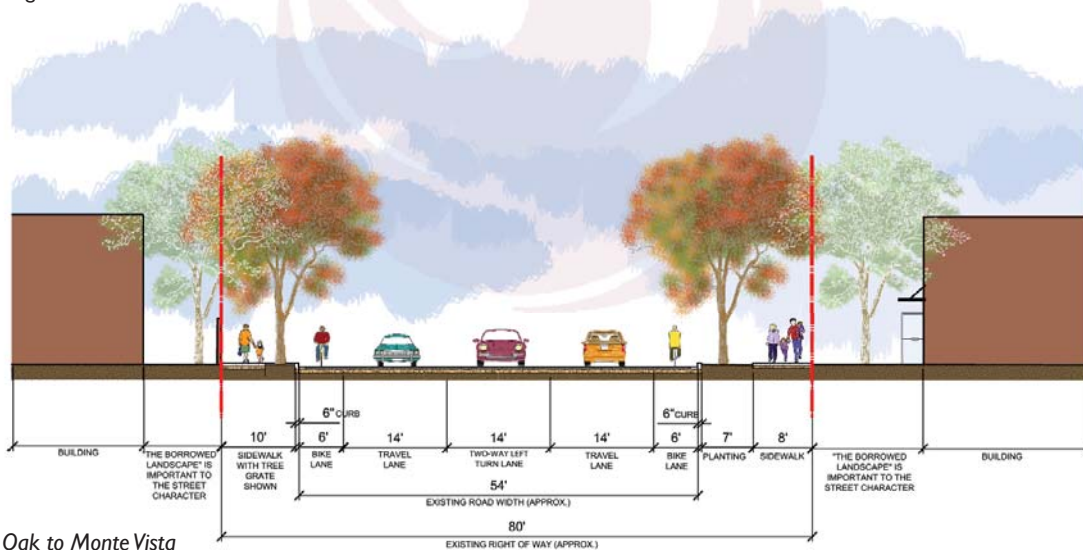 6" CURB
6" CURB
10'
6'
14'
14'
14'
6'
7'
8'
BUILDING
"THE BORROWED
LANDSCAPE" IS
IMPORTANT TO
THE STREET
CHARACTER
SIDEWALK
WITH TREE
GRATE
SHOWN
BIKE
LANE
TRAVEL
LANE
TWO-WAY LEFT
TURN LANE
TRAVEL
LANE
BIKE
LANE
PLANTING
SIDEWALK
"THE BORROWED
LANDSCAPE" IS
IMPORTANT TO THE
STREET CHARACTER
BUILDING
54'
EXISTING ROAD WIDTH (APPROX.)
80'
EXISTING RIGHT OF WAY (APPROX.)
Oak to Monte Vista